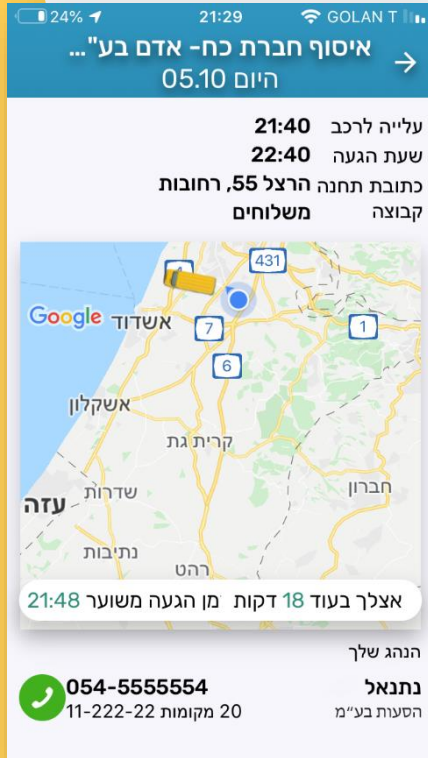 24% 21:29 GOLAN T
איסוף חברת כח- אדם בע"...
היום 05.10
עלייה לרכב 21:40
שעת הגעה 22:40
כתובת תחנה הרצל 55, רחובות
קבוצה משלוחים
431
Google אשדוד 7 1
6
אשקלון
קרית גת
חברון
שדרות
עזה
נתיבות
רהט
אצלך בעוד 18 דקות מן הגעה משוער 21:48
הנהג שלך
נתנאל 054-5555554
הסעות בע״מ 20 מקומות 11-222-22